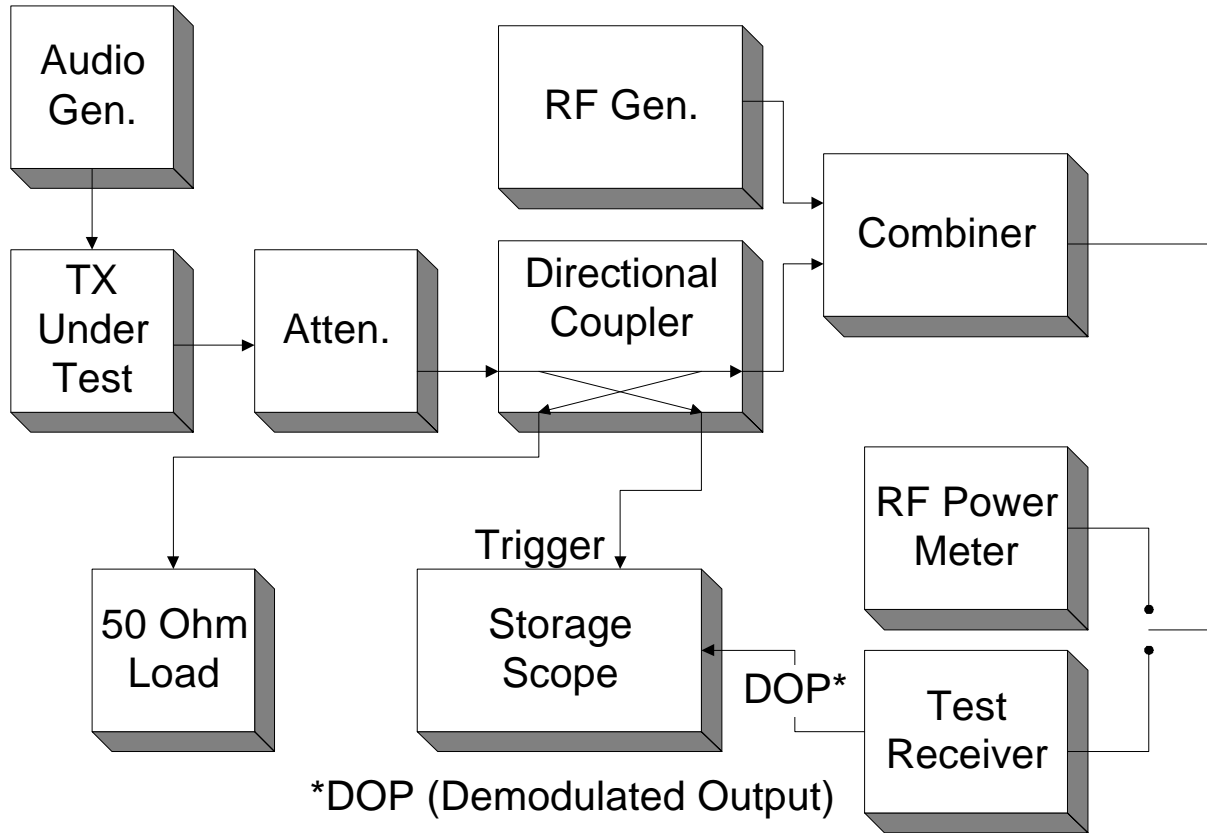 Audio
Gen.
RF Gen.
Combiner
TX
Under
Test
Atten.
Directional
Coupler
RF Power
Meter
Trigger
50 Ohm
Load
Storage
Scope
DOP*
Test
Receiver
*DOP (Demodulated Output)